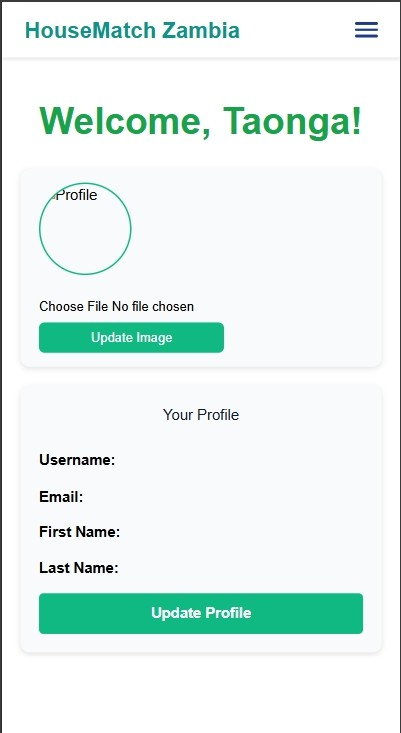 HouseMatch Zambia
Welcome, Taonga!
Profile
Choose File No file chosen
Update Image
Your Profile
Username:
Email:
First Name:
Last Name:
Update Profile